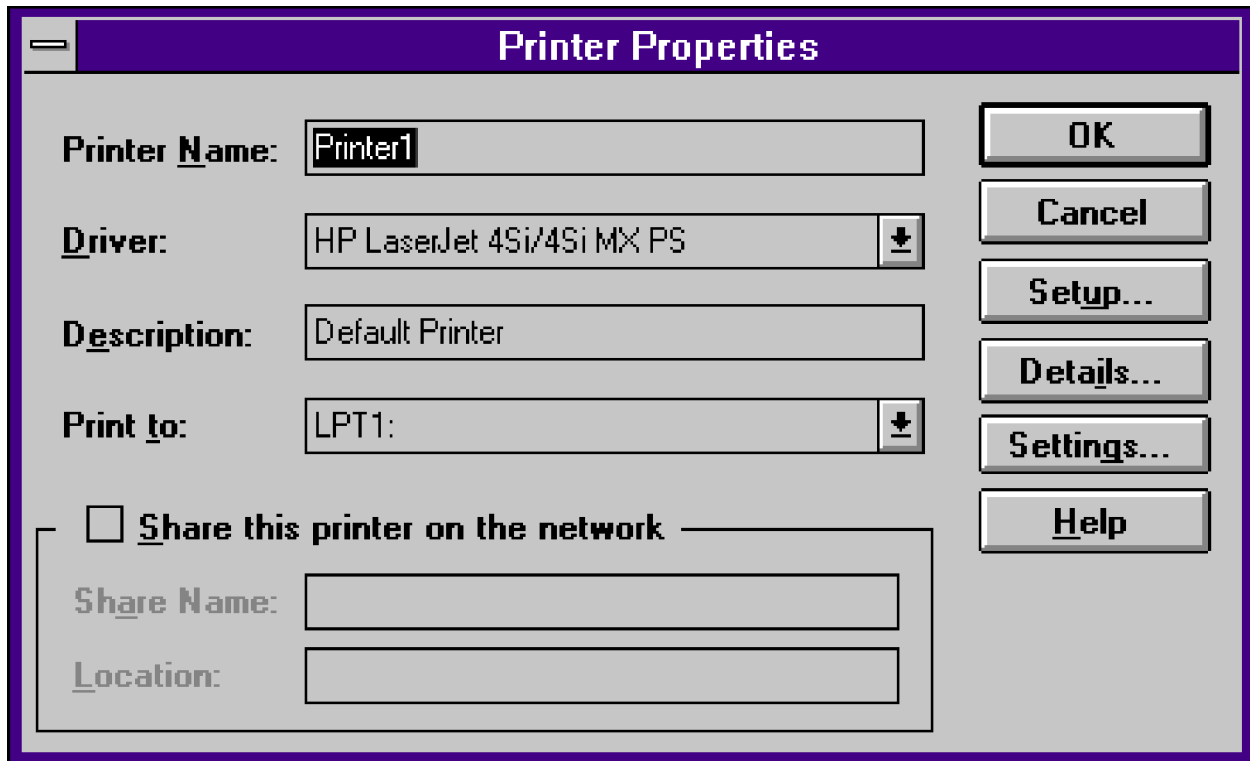 Printer Properties
Printer Name: Printer1
Driver: HP LaserJet 4Si/4Si MX PS
Description: Default Printer
Print to: LPT1:
Share this printer on the network
Share Name:
Location:
OK
Cancel
Setup...
Details...
Settings...
Help